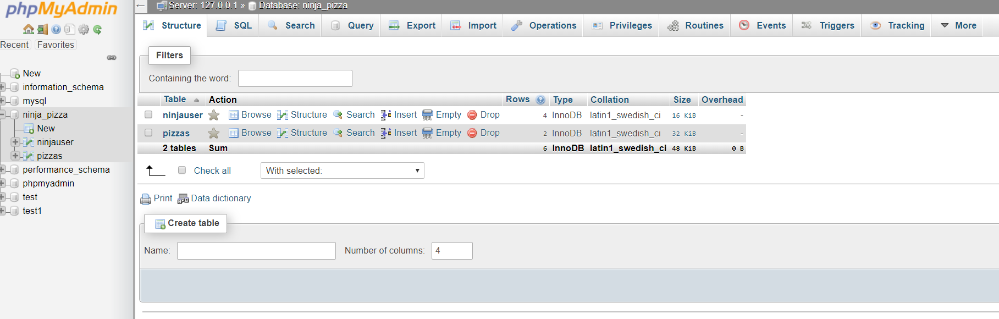 phpMyAdmin
Recent Favorites
New
information_schema
mysql
ninja_pizza
New
ninjauser
pizzas
performance_schema
phpmyadmin
test
test1
← Server: 127.0.0.1 » Database: ninja_pizza
Structure SQL Search Query Export Import Operations Privileges Routines Events Triggers Tracking More
Filters
Containing the word:
Table Action Rows Type Collation Size Overhead
ninjauser Browse Structure Search Insert Empty Drop 4 InnoDB latin1_swedish_ci 16 KiB -
pizzas Browse Structure Search Insert Empty Drop 2 InnoDB latin1_swedish_ci 32 KiB -
2 tables Sum 6 InnoDB latin1_swedish_ci 48 KiB 0 B
Check all With selected:
Print Data dictionary
Create table
Name: Number of columns: 4